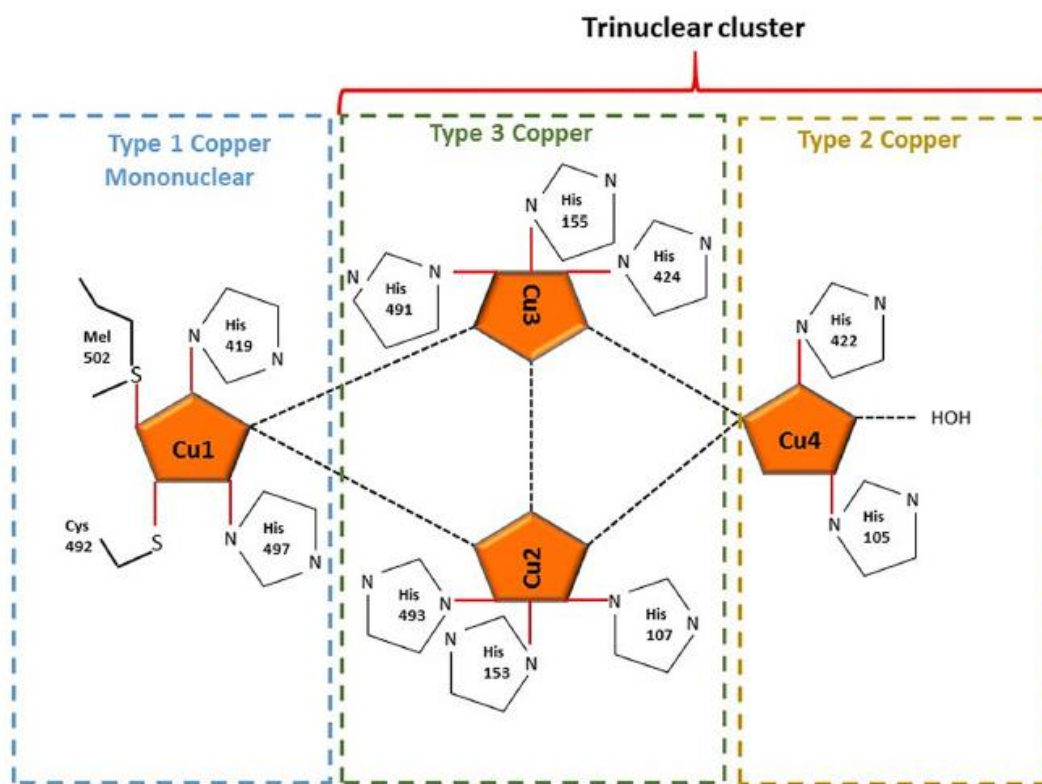 Trinuclear cluster
Type 1 Copper
Mononuclear
Type 3 Copper
Type 2 Copper
Mel
502
S
N
His
419
N
Cu1
Cys
492
S
N
His
497
N
N
His
491
N
N
His
155
N
N
His
424
N
Cu3
Cu2
N
His
493
N
N
His
153
N
N
His
107
N
N
His
422
N
Cu4
HOH
N
His
105
N